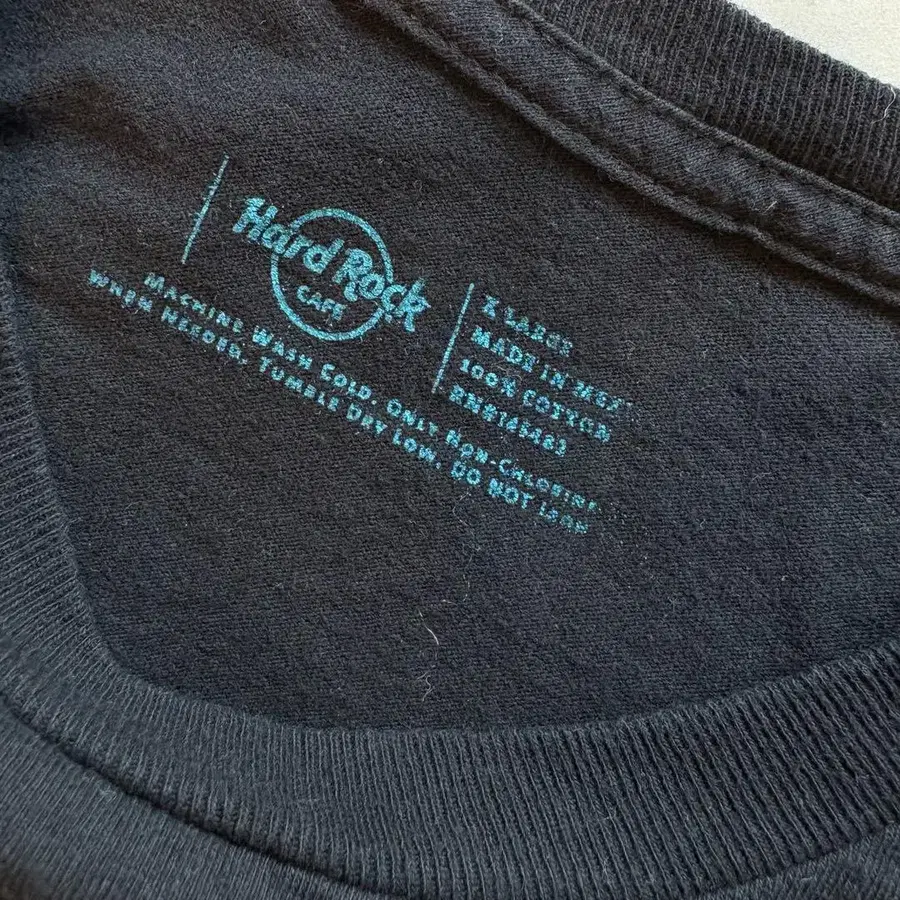 Hard Rock
CAFE
X LARGE
MADE IN MEX
100% COTTON
MACHINE WASH COLD. ONLY NON-CHLORINE
WHEN NEEDED. TUMBLE DRY LOW. DO NOT IRON